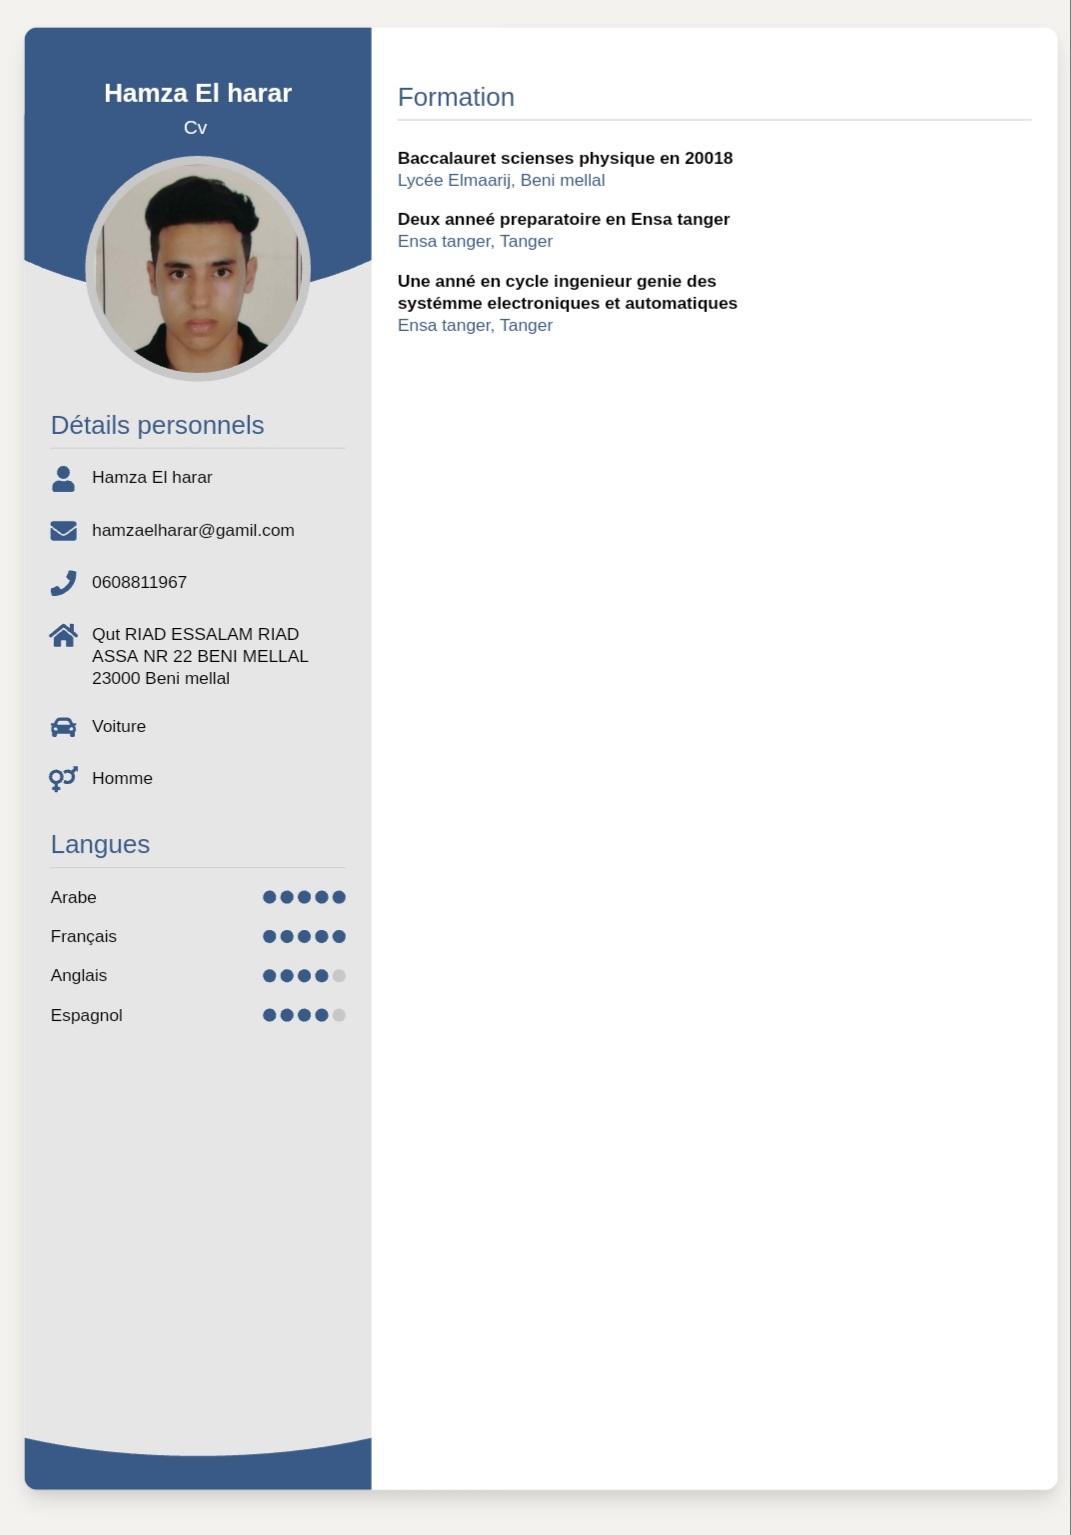 Hamza El harar
Cv
Détails personnels
Hamza El harar
hamzaelharar@gamil.com
0608811967
Qut RIAD ESSALAM RIAD
ASSA NR 22 BENI MELLAL
23000 Beni mellal
Voiture
Homme
Langues
Arabe
Français
Anglais
Espagnol
Formation
Baccalauret scienses physique en 20018
Lycée Elmaarij, Beni mellal
Deux anneé preparatoire en Ensa tanger
Ensa tanger, Tanger
Une anné en cycle ingenieur genie des
systémme electroniques et automatiques
Ensa tanger, Tanger